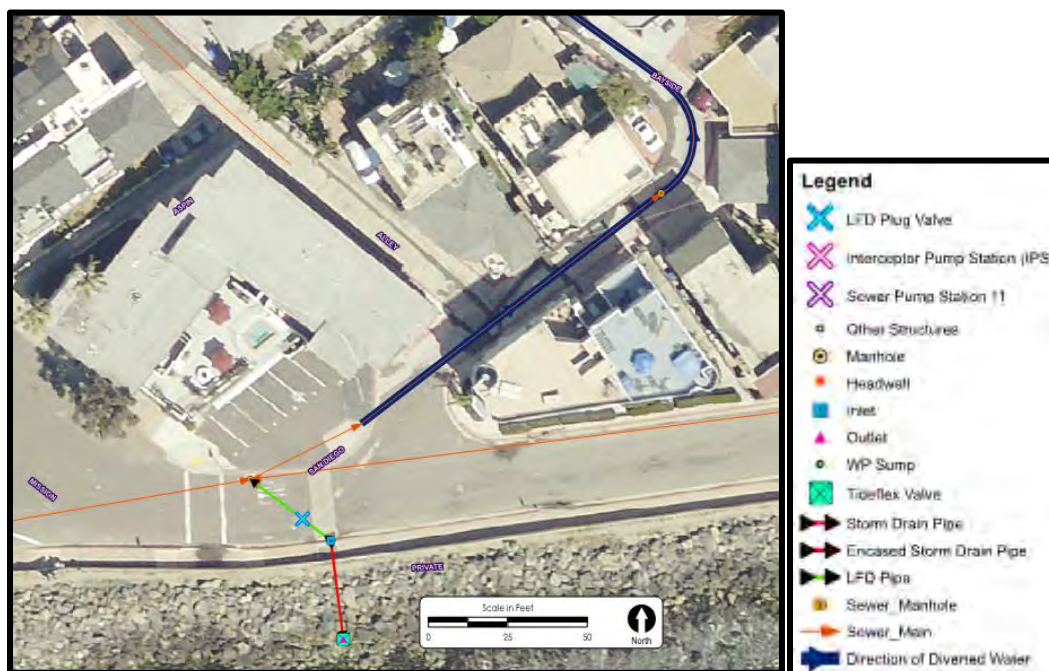 BAYSIDE
ASPIN
ALLEY
SAN DIEGO
MISSION
PRIVATE
Scale in Feet
0 25 50
North
Legend
LFD Plug Valve
Interceptor Pump Station (IPS
Sewer Pump Station 11
Other Structures
Manhole
Headwall
Inlet
Outlet
WP Sump
Tideflex Valve
Storm Drain Pipe
Encased Storm Drain Pipe
LFD Pipe
Sewer_Manhole
Sewer_Main
Direction of Diverted Water